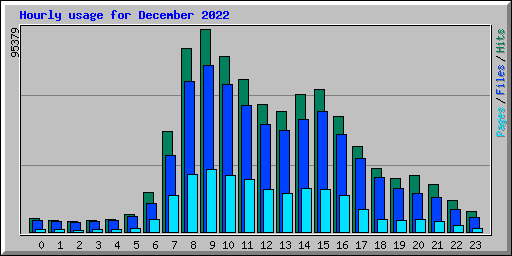 Hourly usage for December 2022
95379
Pages/Files/Hits
0 1 2 3 4 5 6 7 8 9 10 11 12 13 14 15 16 17 18 19 20 21 22 23